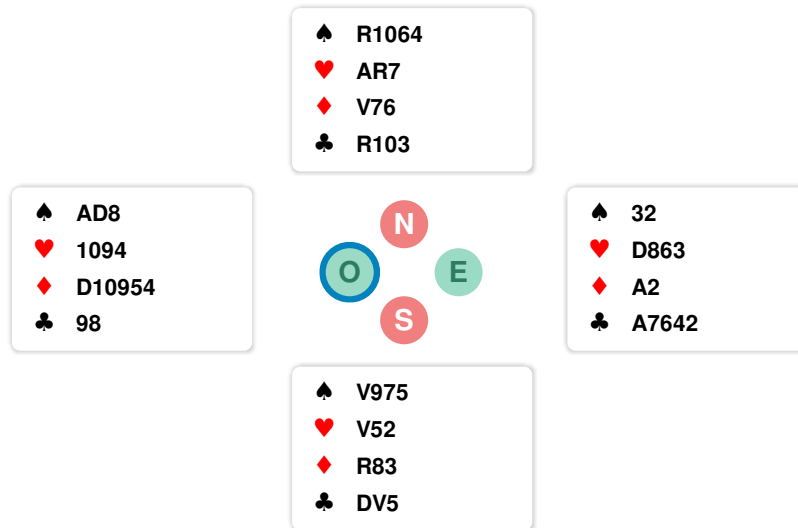 ♠ R1064
♥ AR7
♦ V76
♣ R103
♠ AD8
♥ 1094
♦ D10954
♣ 98
N
O E
S
♠ 32
♥ D863
♦ A2
♣ A7642
♠ V975
♥ V52
♦ R83
♣ DV5